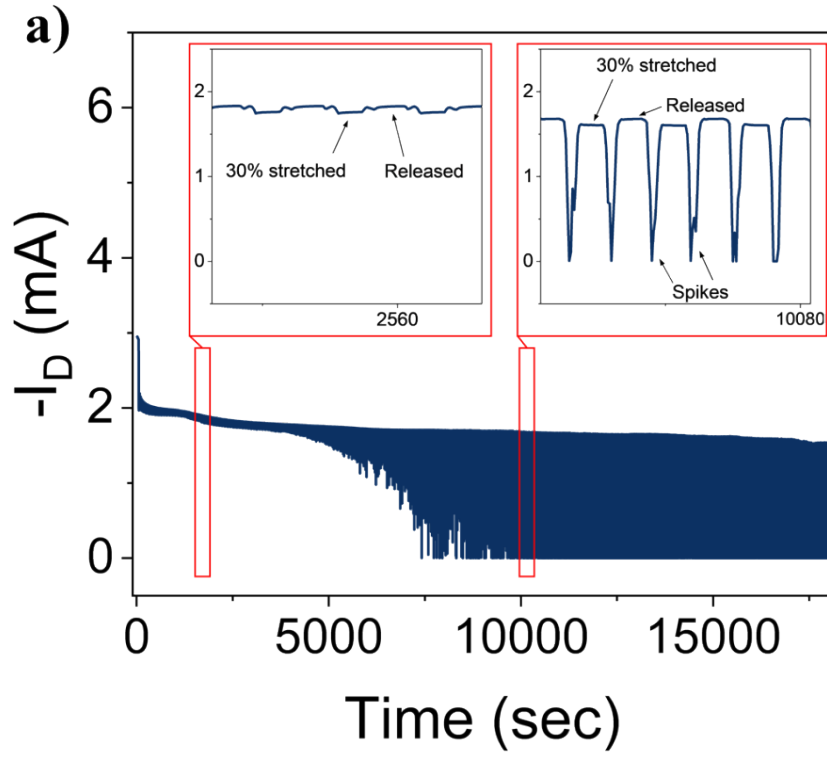 a)
-I_D (mA)
6
4
2
0
2
1
0
30% stretched
Released
2560
2
1
0
30% stretched
Released
Spikes
10080
0
5000
10000
15000
Time (sec)